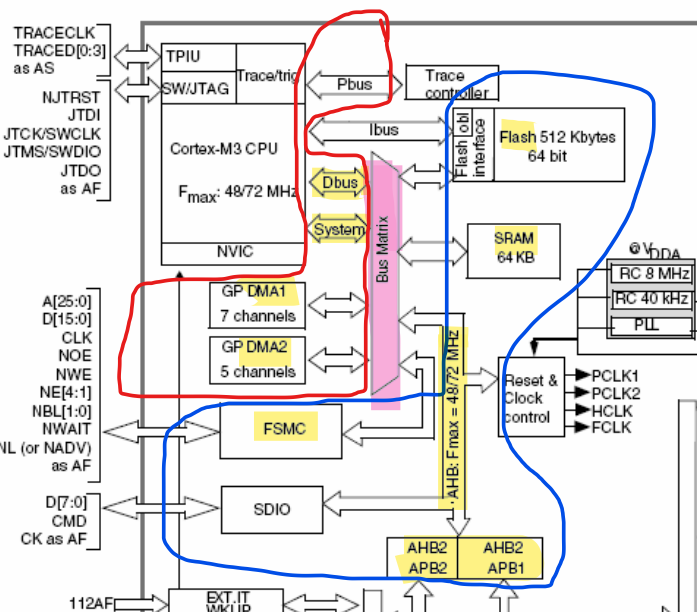 TRACECLK
TRACED[0:3]
as AS
NJTRST
JTDI
JTCK/SWCLK
JTMS/SWDIO
JTDO
as AF
TPIU
SW/JTAG
Trace/trig
Cortex-M3 CPU
Fmax: 48/72 MHz
NVIC
Pbus
Ibus
Dbus
System
Trace
controller
Flash obl
interface
Flash 512 Kbytes
64 bit
Bus Matrix
SRAM
64 KB
@VDDA
RC 8 MHz
RC 40 kHz
PLL
GP DMA1
7 channels
GP DMA2
5 channels
A[25:0]
D[15:0]
CLK
NOE
NWE
NE[4:1]
NBL[1:0]
NWAIT
NL (or NADV)
as AF
FSMC
AHB: Fmax = 48/72 MHz
Reset &
Clock
control
PCLK1
PCLK2
HCLK
FCLK
D[7:0]
CMD
CK as AF
SDIO
AHB2
APB2
AHB2
APB1
112AF
EXT.IT
WKUP